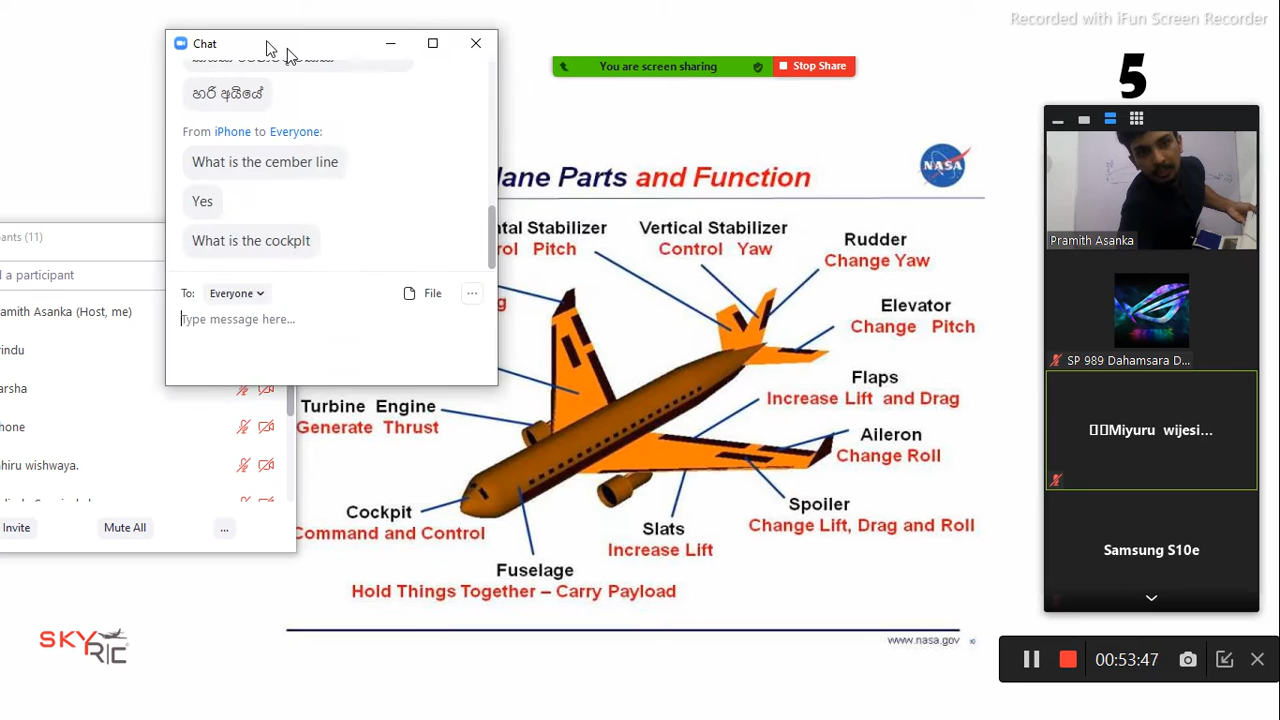 Recorded with iFun Screen Recorder
Chat
You are screen sharing
Stop Share
5
හරි අයියේ
From iPhone to Everyone:
What is the cember line
Yes
What is the cockpIt
To: Everyone
File
...
Type message here...
ants (11)
l a participant
amith Asanka (Host, me)
rindu
arsha
hone
ahiru wishwaya.
Invite
Mute All
...
lane Parts and Function
NASA
ntal Stabilizer
rol Pitch
Vertical Stabilizer
Control Yaw
Rudder
Change Yaw
Elevator
Change Pitch
g
Flaps
Increase Lift and Drag
Turbine Engine
Generate Thrust
Aileron
Change Roll
Cockpit
Command and Control
Spoiler
Change Lift, Drag and Roll
Slats
Increase Lift
Fuselage
Hold Things Together – Carry Payload
www.nasa.gov
SKY
RC
Pramith Asanka
SP 989 Dahamsara D...
Miyuru wijesi...
Samsung S10e
00:53:47